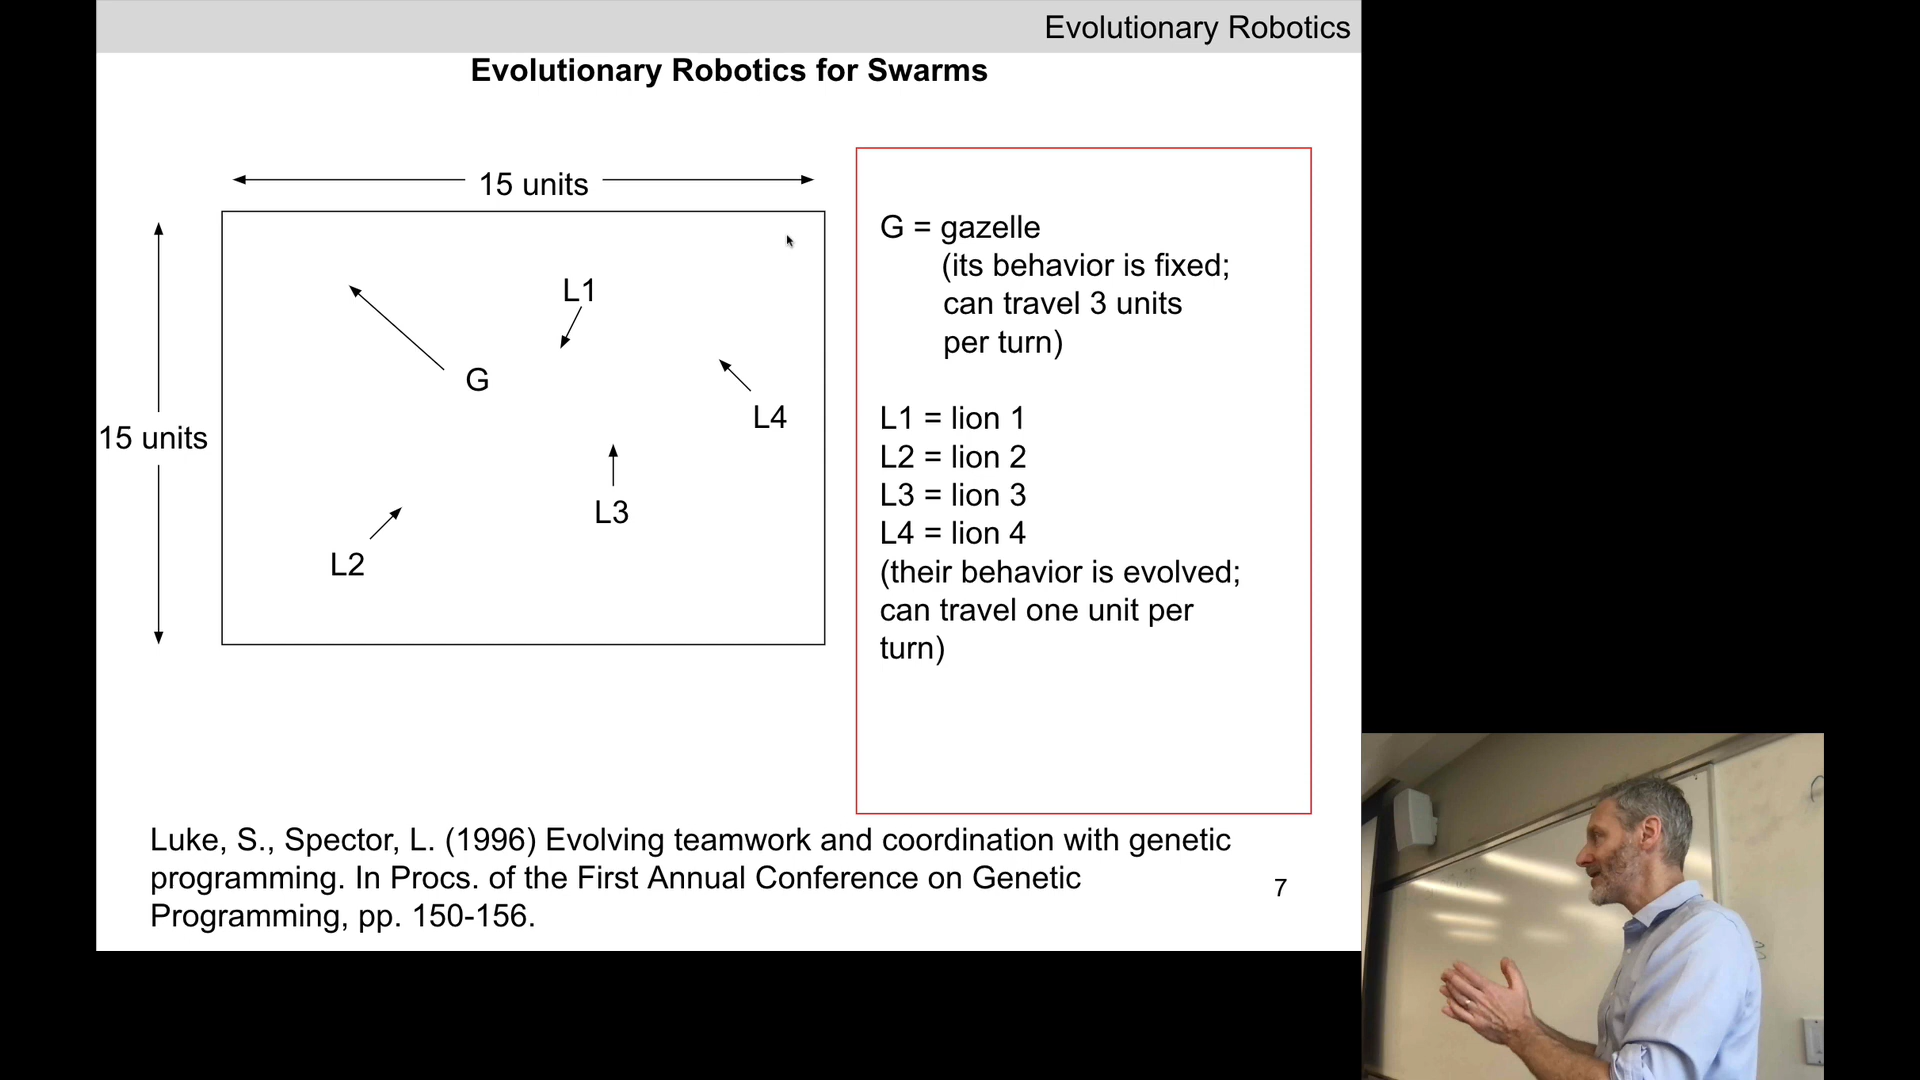 Evolutionary Robotics
Evolutionary Robotics for Swarms
15 units
15 units
L1
G
L4
L3
L2
G = gazelle
(its behavior is fixed;
can travel 3 units
per turn)
L1 = lion 1
L2 = lion 2
L3 = lion 3
L4 = lion 4
(their behavior is evolved;
can travel one unit per
turn)
Luke, S., Spector, L. (1996) Evolving teamwork and coordination with genetic
programming. In Procs. of the First Annual Conference on Genetic
Programming, pp. 150-156.
7